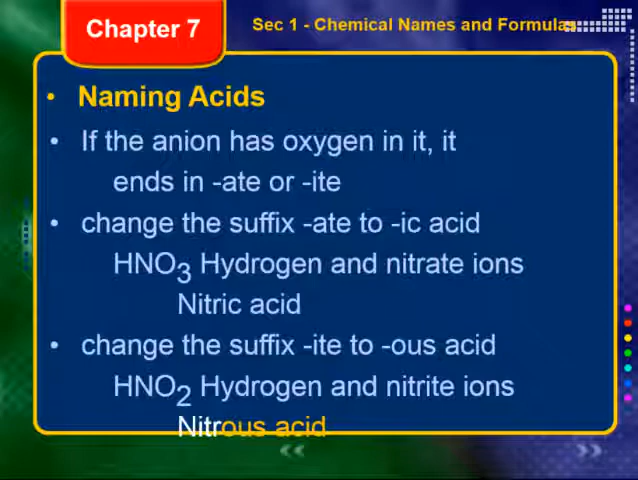 Chapter 7
Sec 1 - Chemical Names and Formulas
• Naming Acids
• If the anion has oxygen in it, it
ends in -ate or -ite
• change the suffix -ate to -ic acid
HNO3 Hydrogen and nitrate ions
Nitric acid
• change the suffix -ite to -ous acid
HNO2 Hydrogen and nitrite ions
Nitrous acid